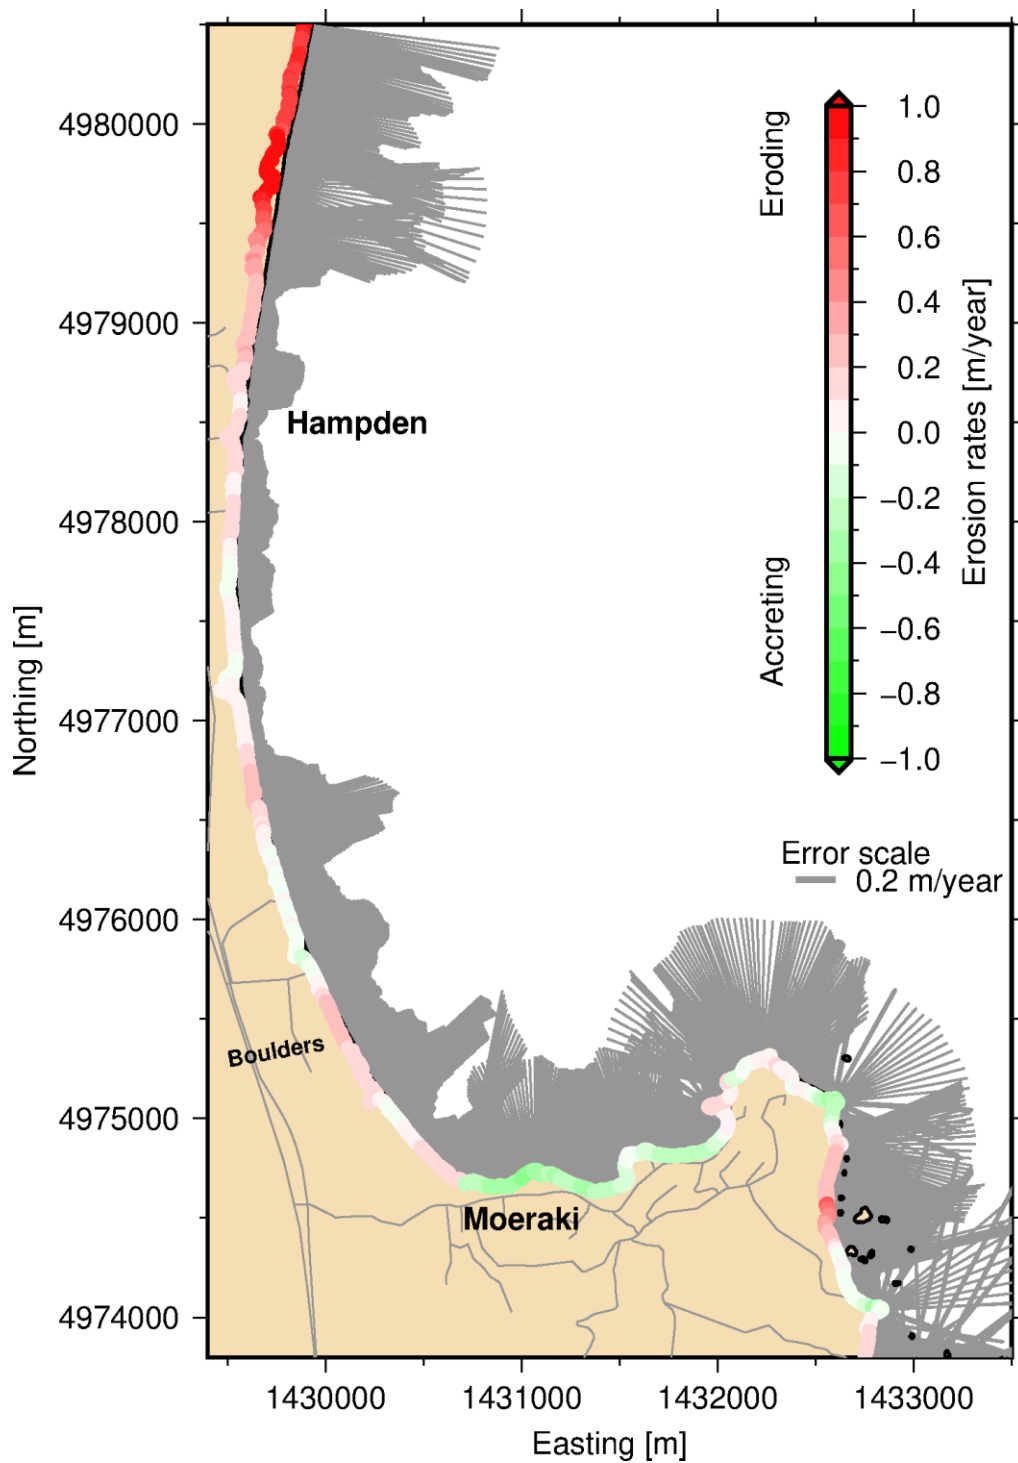 4980000
4979000
4978000
4977000
4976000
4975000
4974000
Northing [m]
1430000
1431000
1432000
1433000
Easting [m]
Hampden
Boulders
Moeraki
Eroding
Accreting
1.0
0.8
0.6
0.4
0.2
0.0
−0.2
−0.4
−0.6
−0.8
−1.0
Erosion rates [m/year]
Error scale
0.2 m/year